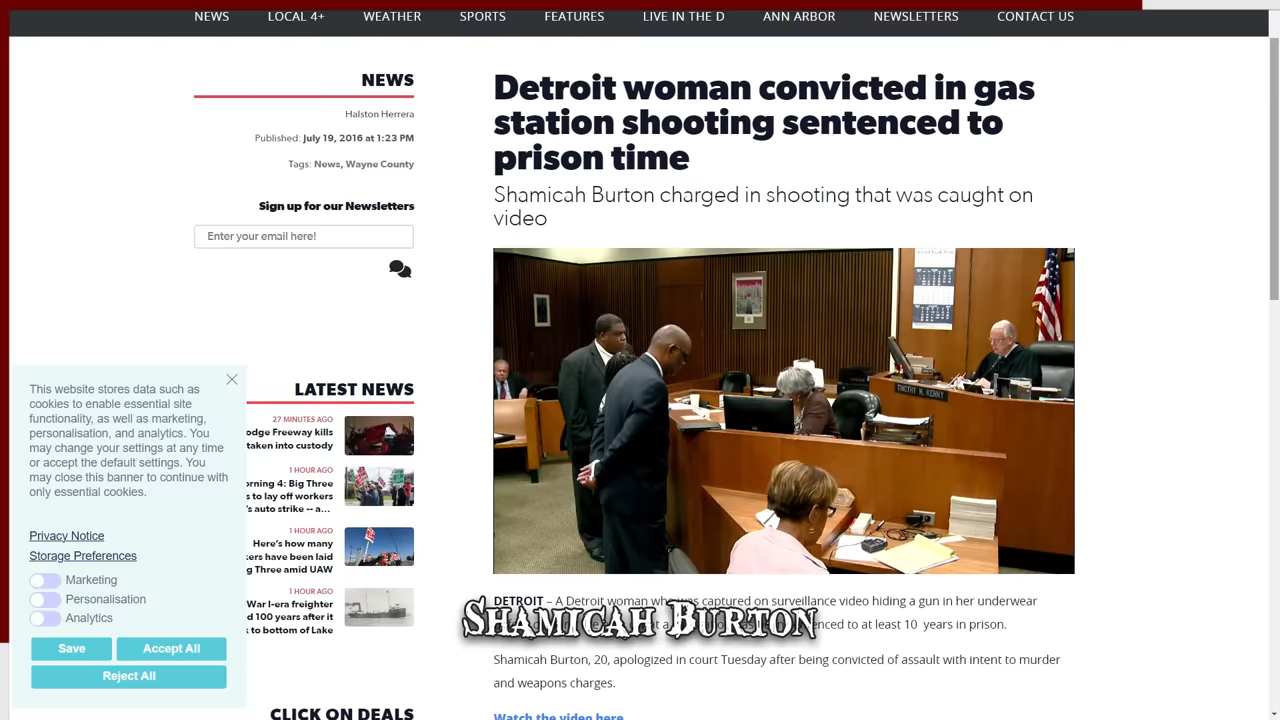 NEWS LOCAL 4+ WEATHER SPORTS FEATURES LIVE IN THE D ANN ARBOR NEWSLETTERS CONTACT US
NEWS
Halston Herrera
Published: July 19, 2016 at 1:23 PM
Tags: News, Wayne County
Sign up for our Newsletters
Enter your email here!
Detroit woman convicted in gas
station shooting sentenced to
prison time
Shamicah Burton charged in shooting that was caught on
video
TIMOTHY M. KENNY
LATEST NEWS
27 MINUTES AGO
odge Freeway kills
taken into custody
1 HOUR AGO
orning 4: Big Three
s to lay off workers
's auto strike -- a...
1 HOUR AGO
Here's how many
kers have been laid
g Three amid UAW
1 HOUR AGO
War I-era freighter
d 100 years after it
k to bottom of Lake
CLICK ON DEALS
This website stores data such as
cookies to enable essential site
functionality, as well as marketing,
personalisation, and analytics. You
may change your settings at any time
or accept the default settings. You
may close this banner to continue with
only essential cookies.
Privacy Notice
Storage Preferences
Marketing
Personalisation
Analytics
Save Accept All
Reject All
DETROIT – A Detroit woman who was captured on surveillance video hiding a gun in her underwear
sentenced to at least 10 years in prison.
SHAMICAH BURTON
Shamicah Burton, 20, apologized in court Tuesday after being convicted of assault with intent to murder
and weapons charges.
Watch the video here